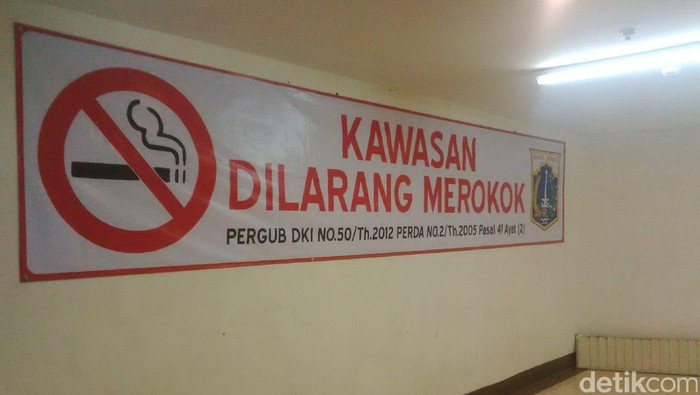 KAWASAN
DILARANG MEROKOK
PERGUB DKI NO.50/Th.2012 PERDA NO.2/Th.2005 Pasal 41 Ayat (2)
detikcom